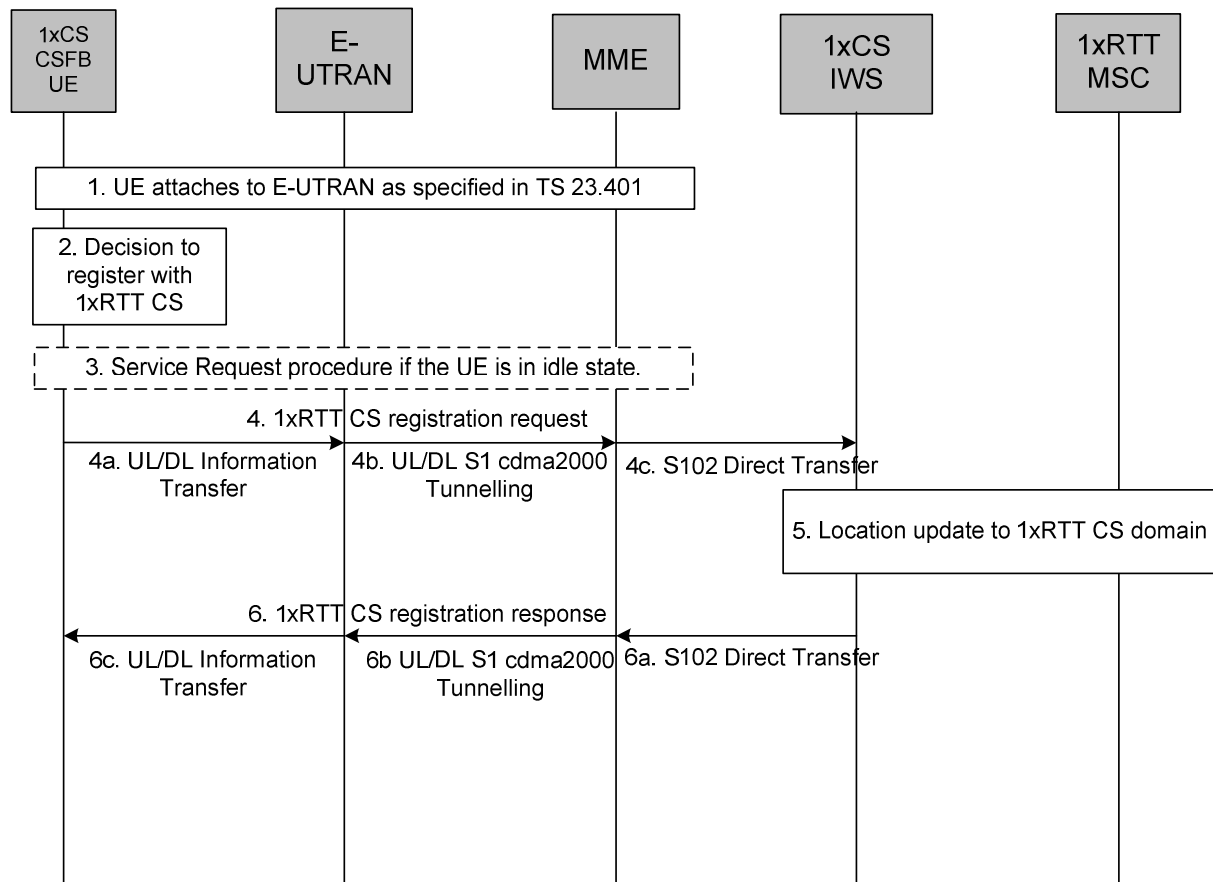 1xCS
CSFB
UE
E-
UTRAN
MME
1xCS
IWS
1xRTT
MSC
1. UE attaches to E-UTRAN as specified in TS 23.401
2. Decision to
register with
1xRTT CS
3. Service Request procedure if the UE is in idle state.
4. 1xRTT CS registration request
4a. UL/DL Information
Transfer
4b. UL/DL S1 cdma2000
Tunnelling
4c. S102 Direct Transfer
5. Location update to 1xRTT CS domain
6. 1xRTT CS registration response
6c. UL/DL Information
Transfer
6b UL/DL S1 cdma2000
Tunnelling
6a. S102 Direct Transfer